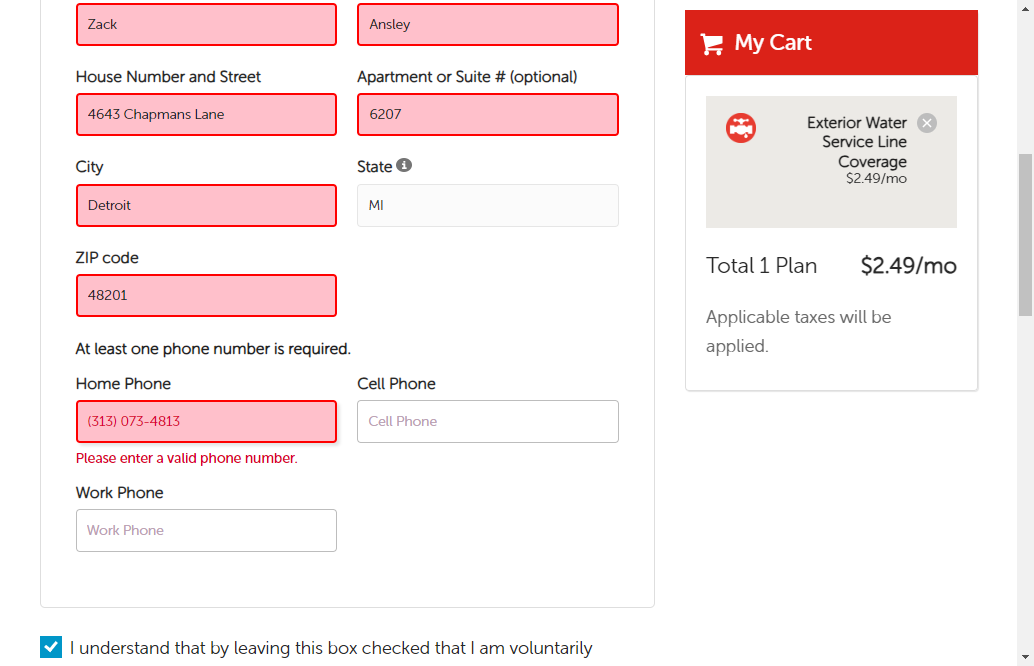 Zack
Ansley
House Number and Street
Apartment or Suite # (optional)
4643 Chapmans Lane
6207
City
State
Detroit
MI
ZIP code
48201
At least one phone number is required.
Home Phone
Cell Phone
(313) 073-4813
Cell Phone
Please enter a valid phone number.
Work Phone
Work Phone
I understand that by leaving this box checked that I am voluntarily
My Cart
Exterior Water
Service Line
Coverage
$2.49/mo
Total 1 Plan $2.49/mo
Applicable taxes will be
applied.